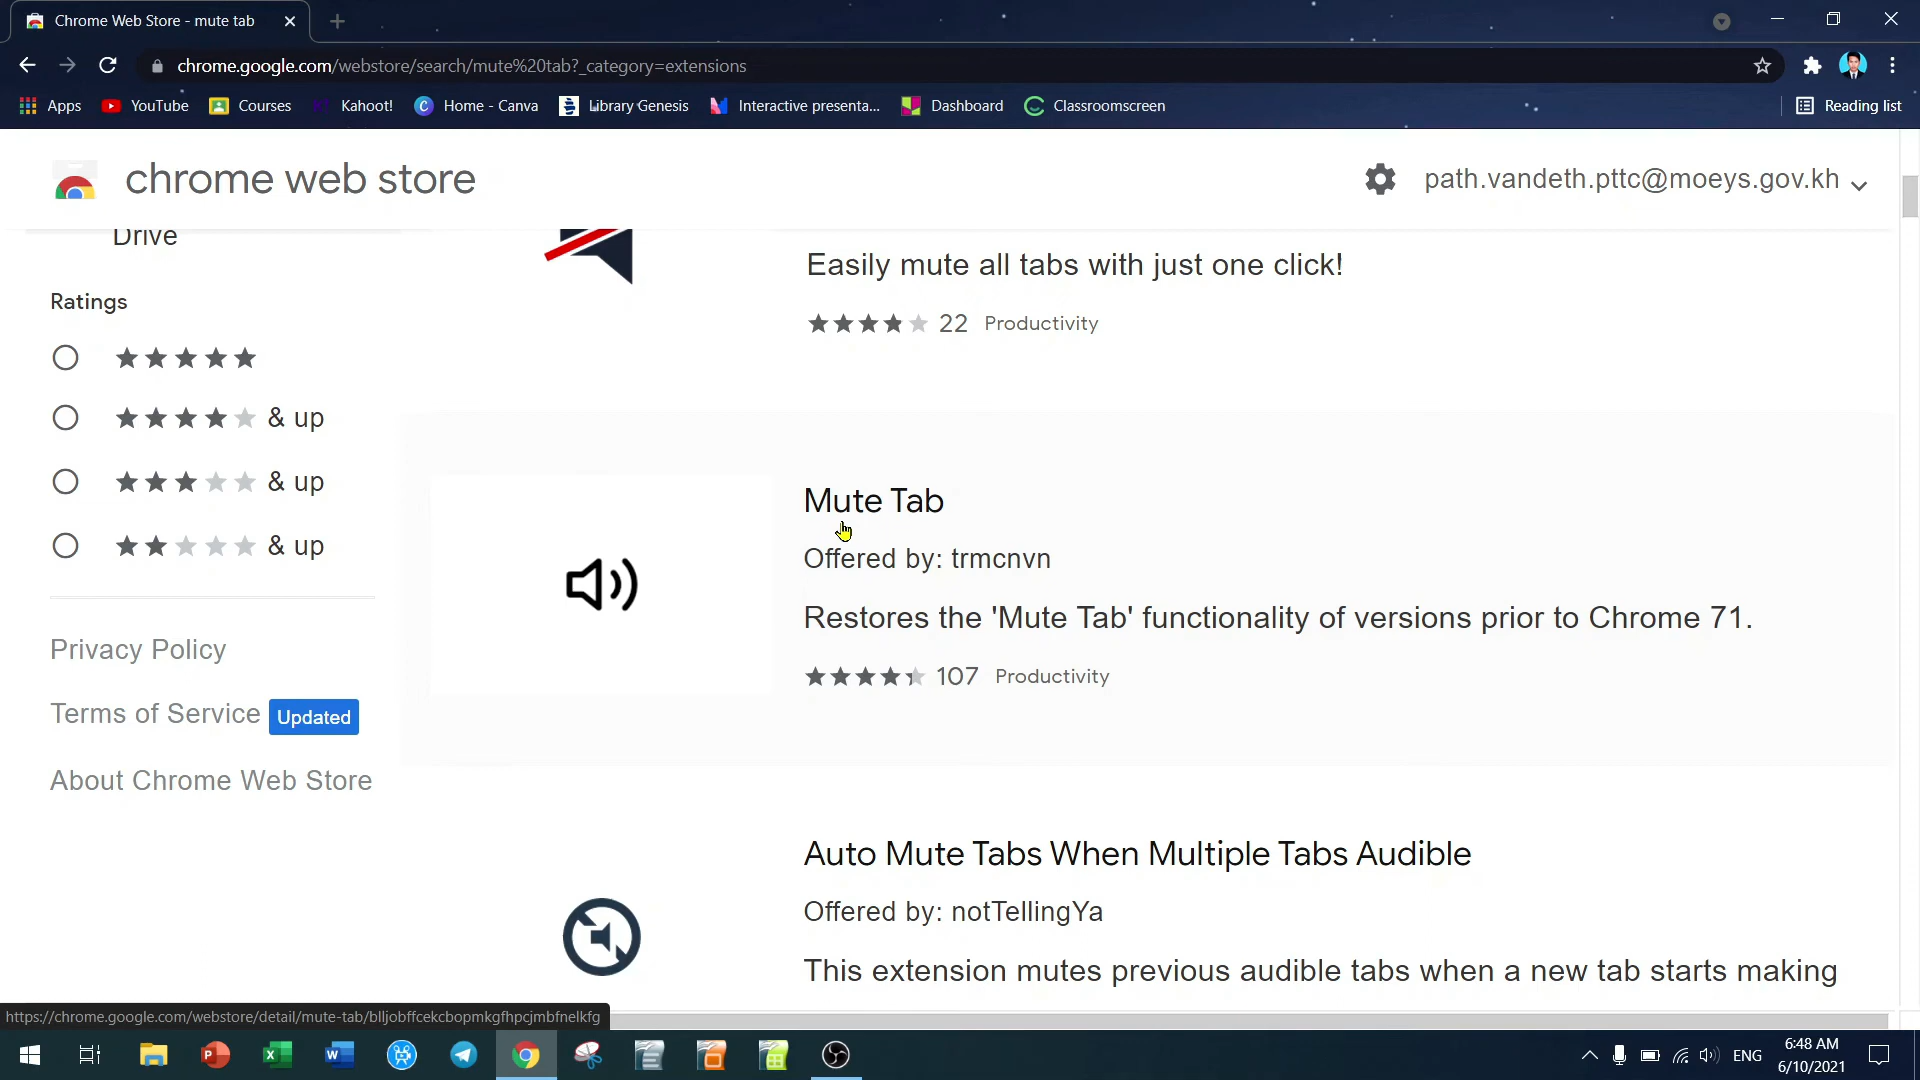 Chrome Web Store - mute tab
chrome.google.com/webstore/search/mute%20tab?_category=extensions
Apps YouTube Courses Kahoot! Home - Canva Library Genesis Interactive presenta... Dashboard Classroomscreen Reading list
chrome web store
path.vandeth.pttc@moeys.gov.kh
Drive
Ratings
& up
& up
& up
Privacy Policy
Terms of Service Updated
About Chrome Web Store
Easily mute all tabs with just one click!
22 Productivity
Mute Tab
Offered by: trmcnvn
Restores the 'Mute Tab' functionality of versions prior to Chrome 71.
107 Productivity
Auto Mute Tabs When Multiple Tabs Audible
Offered by: notTellingYa
This extension mutes previous audible tabs when a new tab starts making
https://chrome.google.com/webstore/detail/mute-tab/blljobffcekcbopmkgfhpcjmbfnelkfg
ENG
6:48 AM
6/10/2021